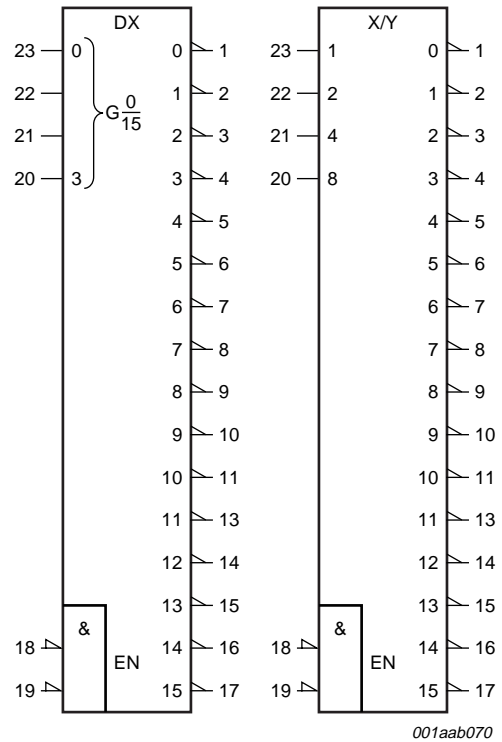 DX X/Y
23 0 0 1 23 1 0 1
22 1 2 22 2 1 2
G 0/15
21 2 3 21 4 2 3
20 3 3 4 20 8 3 4
4 5 4 5
5 6 5 6
6 7 6 7
7 8 7 8
8 9 8 9
9 10 9 10
10 11 10 11
11 13 11 13
12 14 12 14
13 15 13 15
& &
18 14 16 18 14 16
EN EN
19 15 17 19 15 17
001aab070